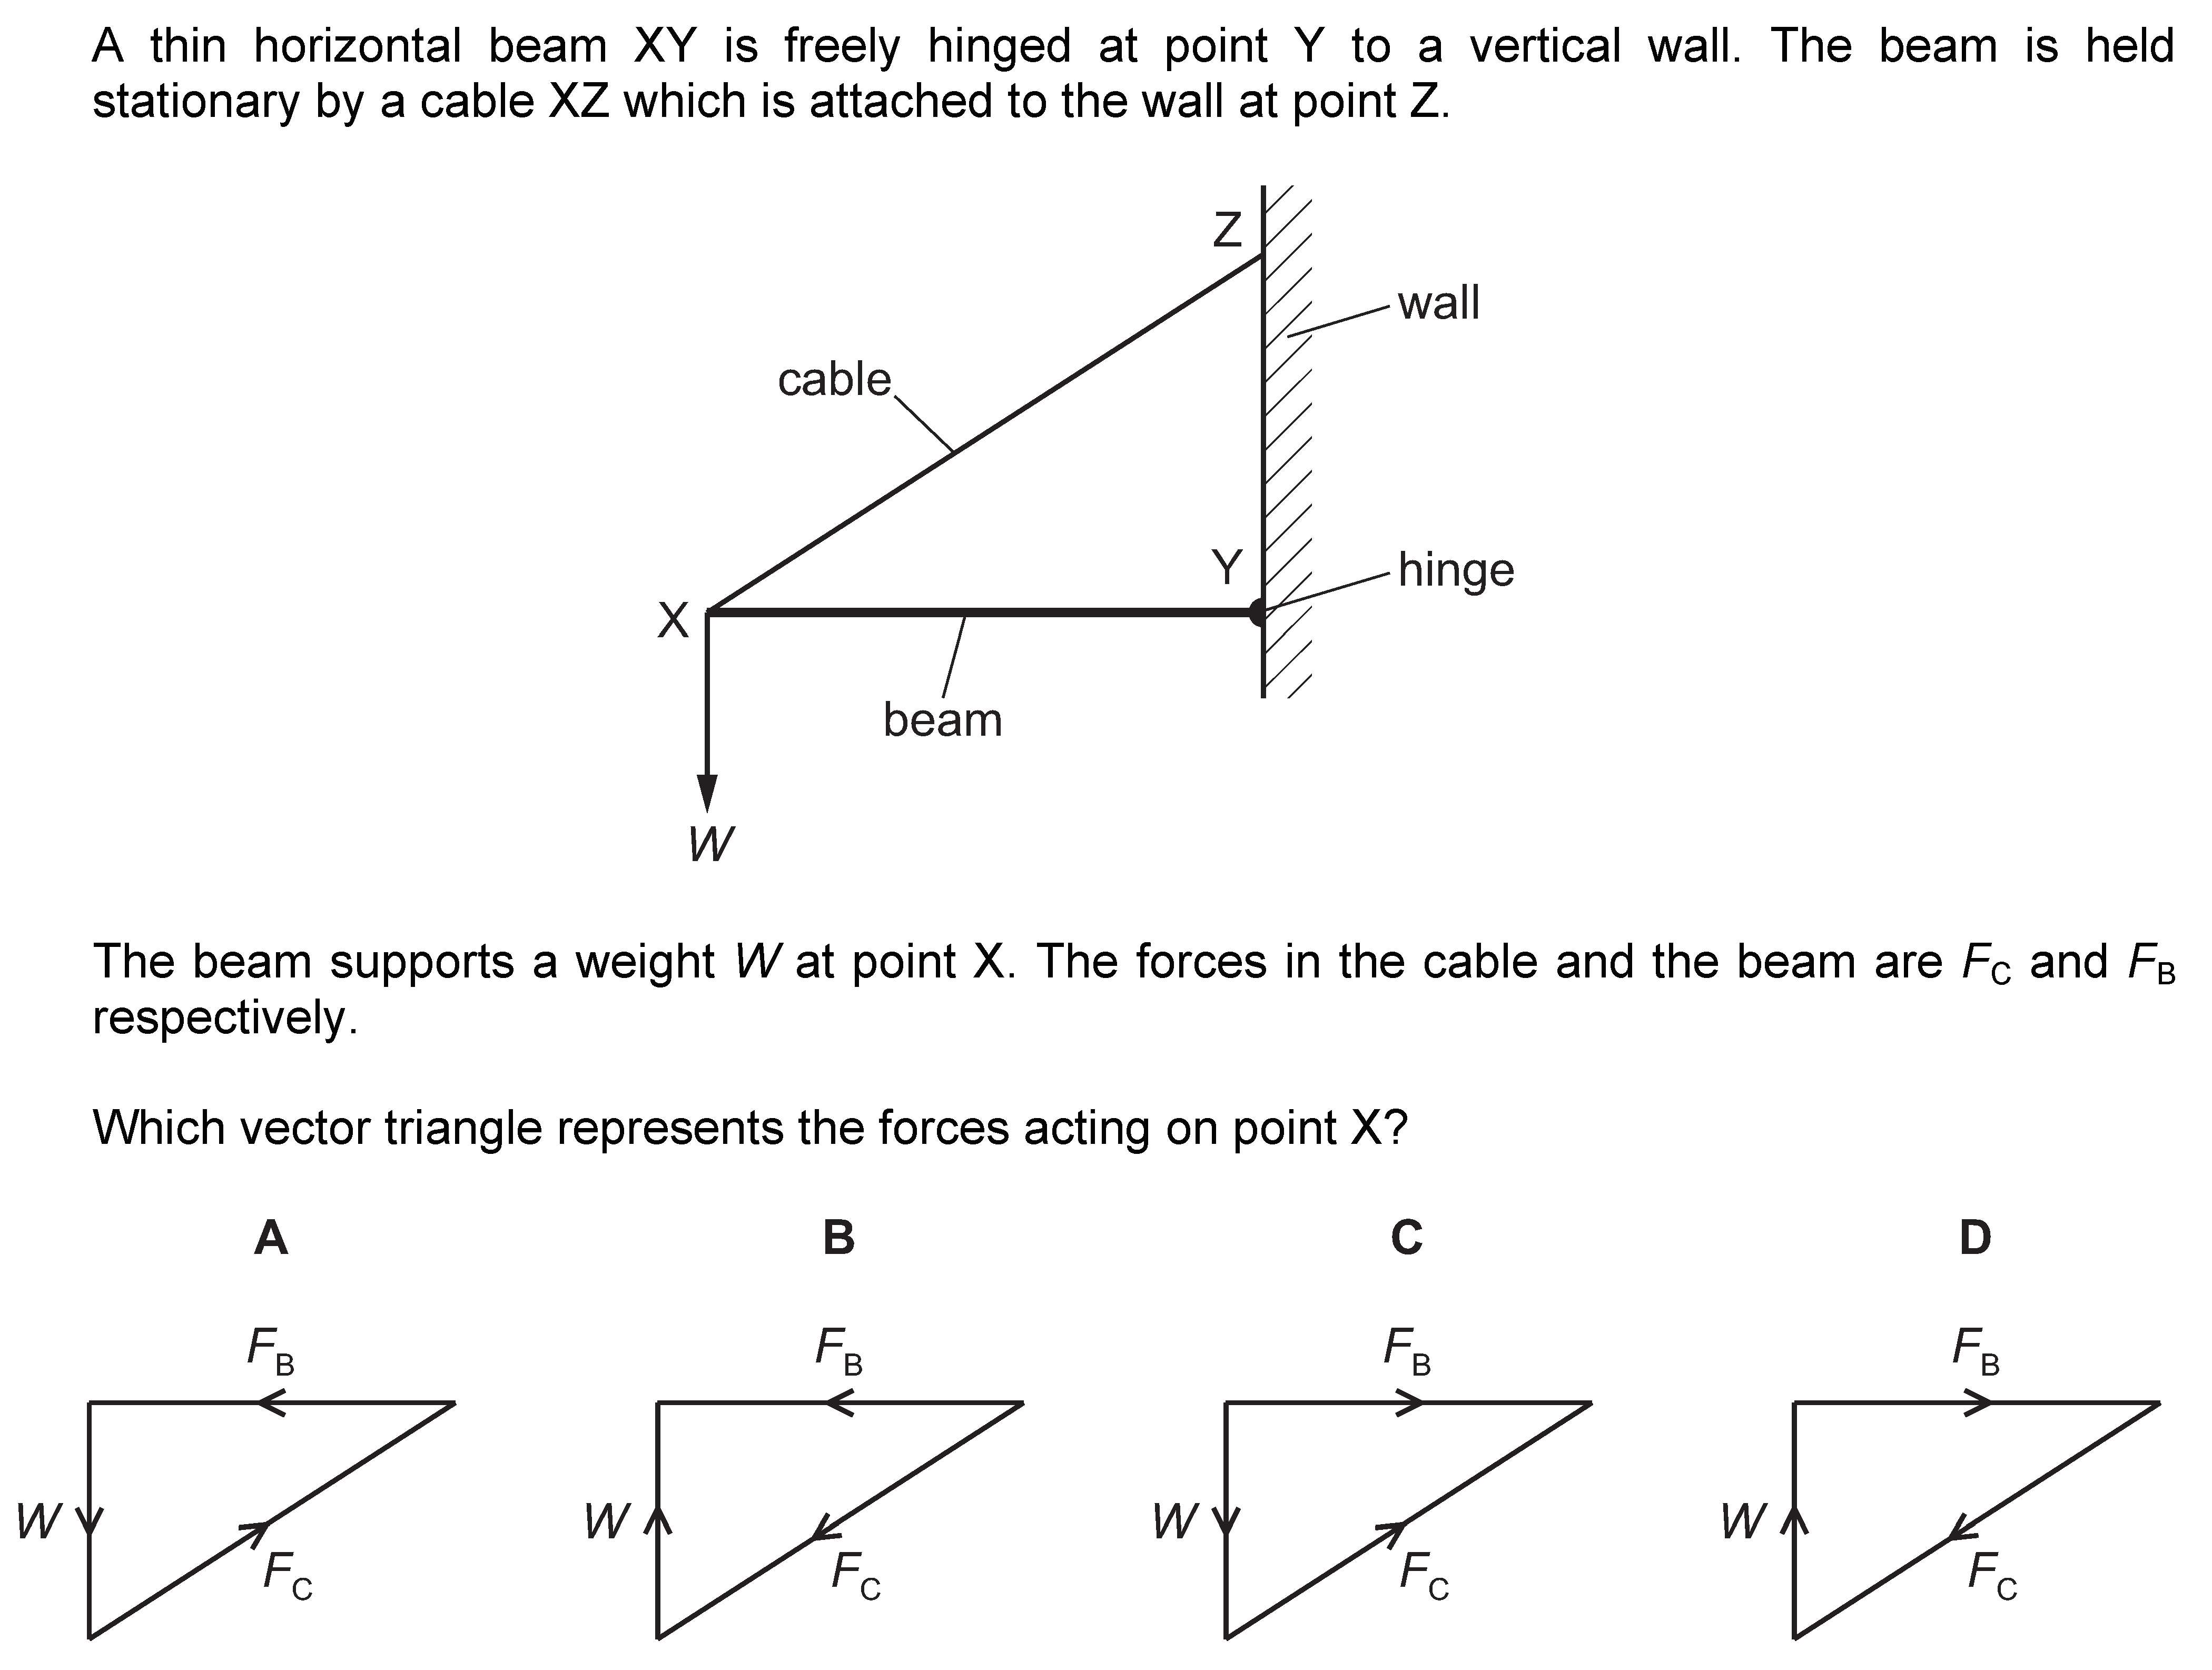 A thin horizontal beam XY is freely hinged at point Y to a vertical wall. The beam is held
stationary by a cable XZ which is attached to the wall at point Z.
Z
wall
cable
Y
hinge
X
beam
W
The beam supports a weight W at point X. The forces in the cable and the beam are FC and FB
respectively.
Which vector triangle represents the forces acting on point X?
A B C D
FB FB FB FB
W W W W
FC FC FC FC